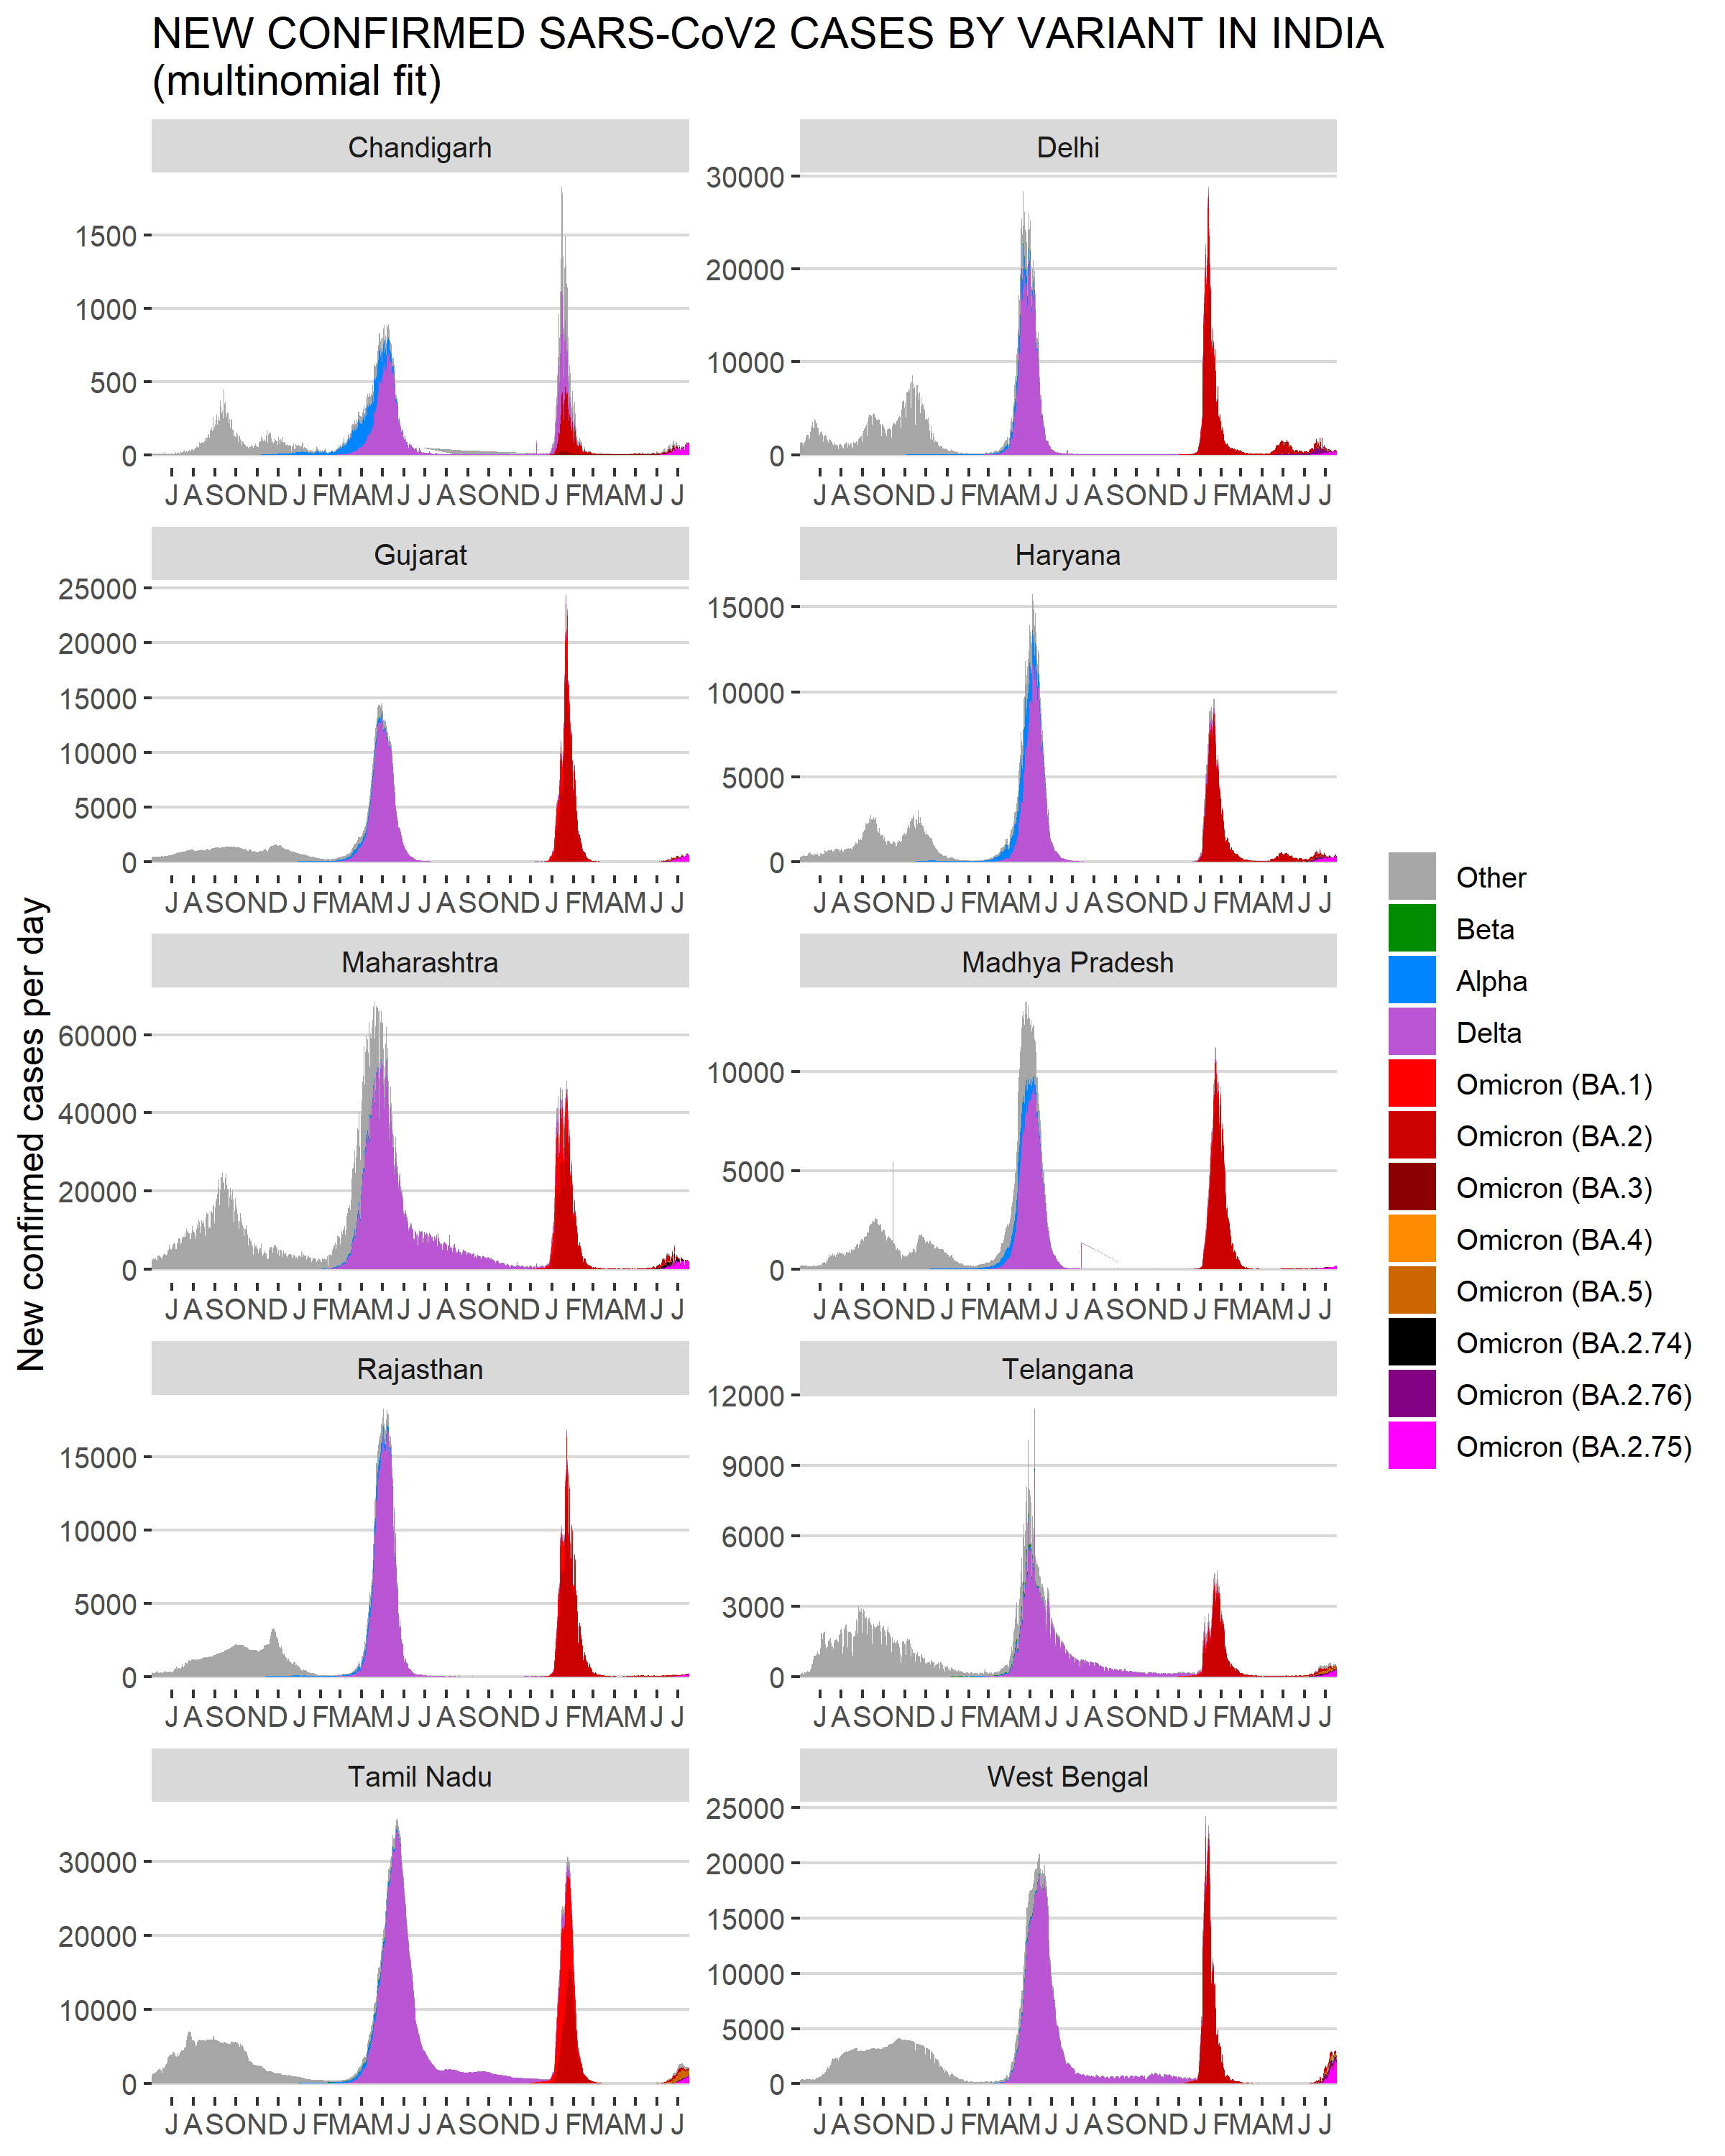 NEW CONFIRMED SARS-CoV2 CASES BY VARIANT IN INDIA
(multinomial fit)
New confirmed cases per day
Chandigarh
1500
1000
500
0
J A S O N D J F M A M J J A S O N D J F M A M J J
Delhi
30000
20000
10000
0
J A S O N D J F M A M J J A S O N D J F M A M J J
Gujarat
25000
20000
15000
10000
5000
0
J A S O N D J F M A M J J A S O N D J F M A M J J
Haryana
15000
10000
5000
0
J A S O N D J F M A M J J A S O N D J F M A M J J
Maharashtra
60000
40000
20000
0
J A S O N D J F M A M J J A S O N D J F M A M J J
Madhya Pradesh
10000
5000
0
J A S O N D J F M A M J J A S O N D J F M A M J J
Rajasthan
15000
10000
5000
0
J A S O N D J F M A M J J A S O N D J F M A M J J
Telangana
12000
9000
6000
3000
0
J A S O N D J F M A M J J A S O N D J F M A M J J
Tamil Nadu
30000
20000
10000
0
J A S O N D J F M A M J J A S O N D J F M A M J J
West Bengal
25000
20000
15000
10000
5000
0
J A S O N D J F M A M J J A S O N D J F M A M J J
Other
Beta
Alpha
Delta
Omicron (BA.1)
Omicron (BA.2)
Omicron (BA.3)
Omicron (BA.4)
Omicron (BA.5)
Omicron (BA.2.74)
Omicron (BA.2.76)
Omicron (BA.2.75)